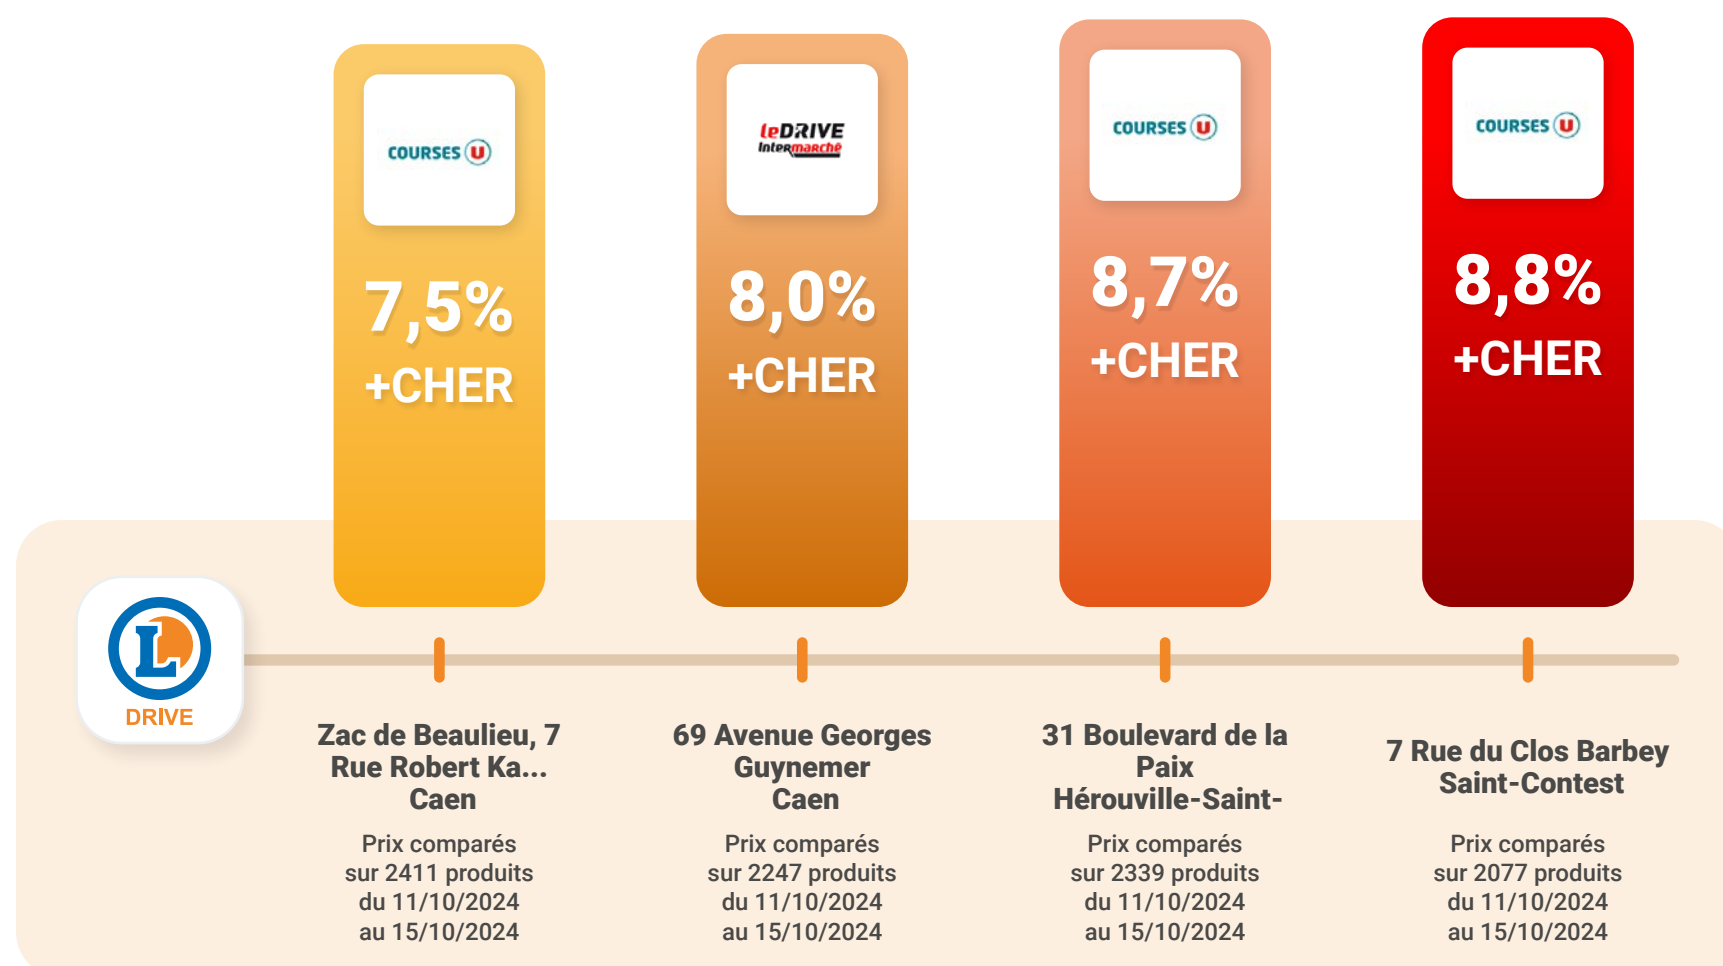 COURSES U
7,5%
+CHER
leDRIVE
Intermarché
8,0%
+CHER
COURSES U
8,7%
+CHER
COURSES U
8,8%
+CHER
L
DRIVE
Zac de Beaulieu, 7
Rue Robert Ka...
Caen
Prix comparés
sur 2411 produits
du 11/10/2024
au 15/10/2024
69 Avenue Georges
Guynemer
Caen
Prix comparés
sur 2247 produits
du 11/10/2024
au 15/10/2024
31 Boulevard de la
Paix
Hérouville-Saint-
Prix comparés
sur 2339 produits
du 11/10/2024
au 15/10/2024
7 Rue du Clos Barbey
Saint-Contest
Prix comparés
sur 2077 produits
du 11/10/2024
au 15/10/2024